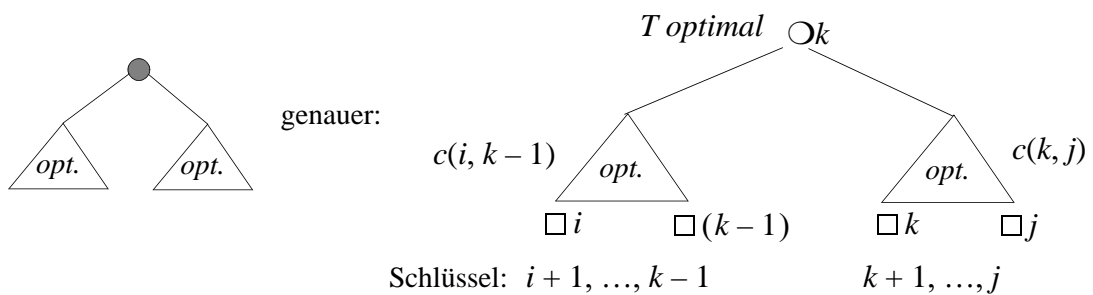 T optimal k
genauer:
opt. opt. c(i, k – 1) opt. opt. c(k, j)
i (k – 1) k j
Schlüssel: i + 1, …, k – 1 k + 1, …, j